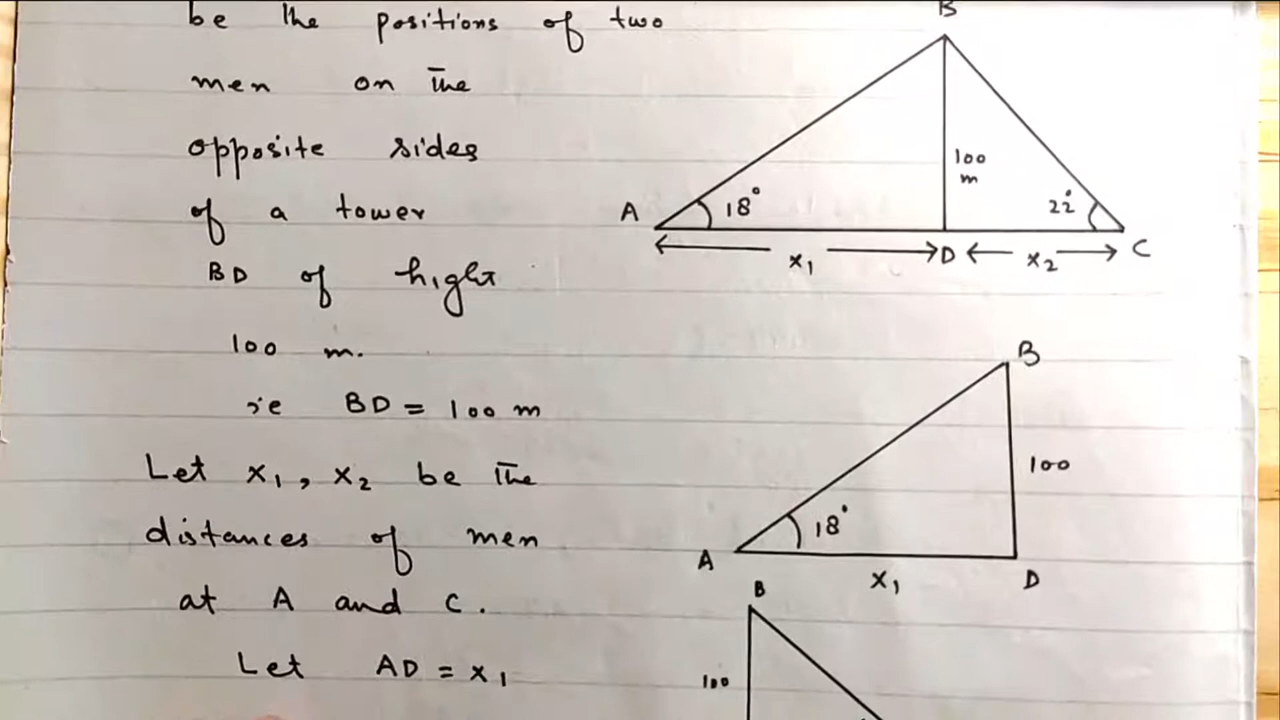 be the positions of two
men on the
opposite sides
of a tower
BD of hight
100 m.
ie BD = 100 m
Let x₁, x₂ be the
distances of men
at A and C.
Let AD = x₁
B
100
m
A 18° 22°
x₁ D x₂ C
B
100
18°
A x₁ D
B
100